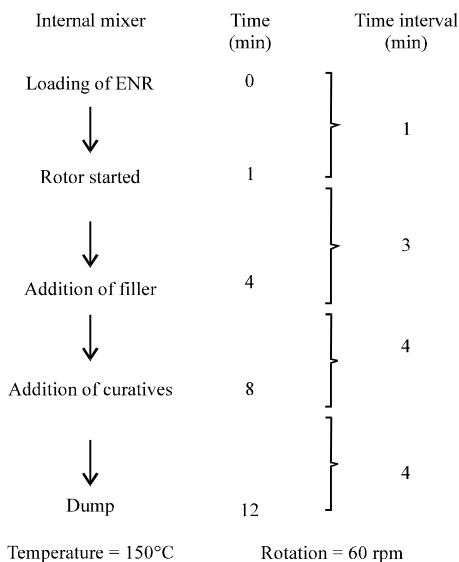 Internal mixer Time Time interval
(min) (min)
Loading of ENR 0
1
Rotor started 1
3
Addition of filler 4
4
Addition of curatives 8
4
Dump 12
Temperature = 150°C Rotation = 60 rpm